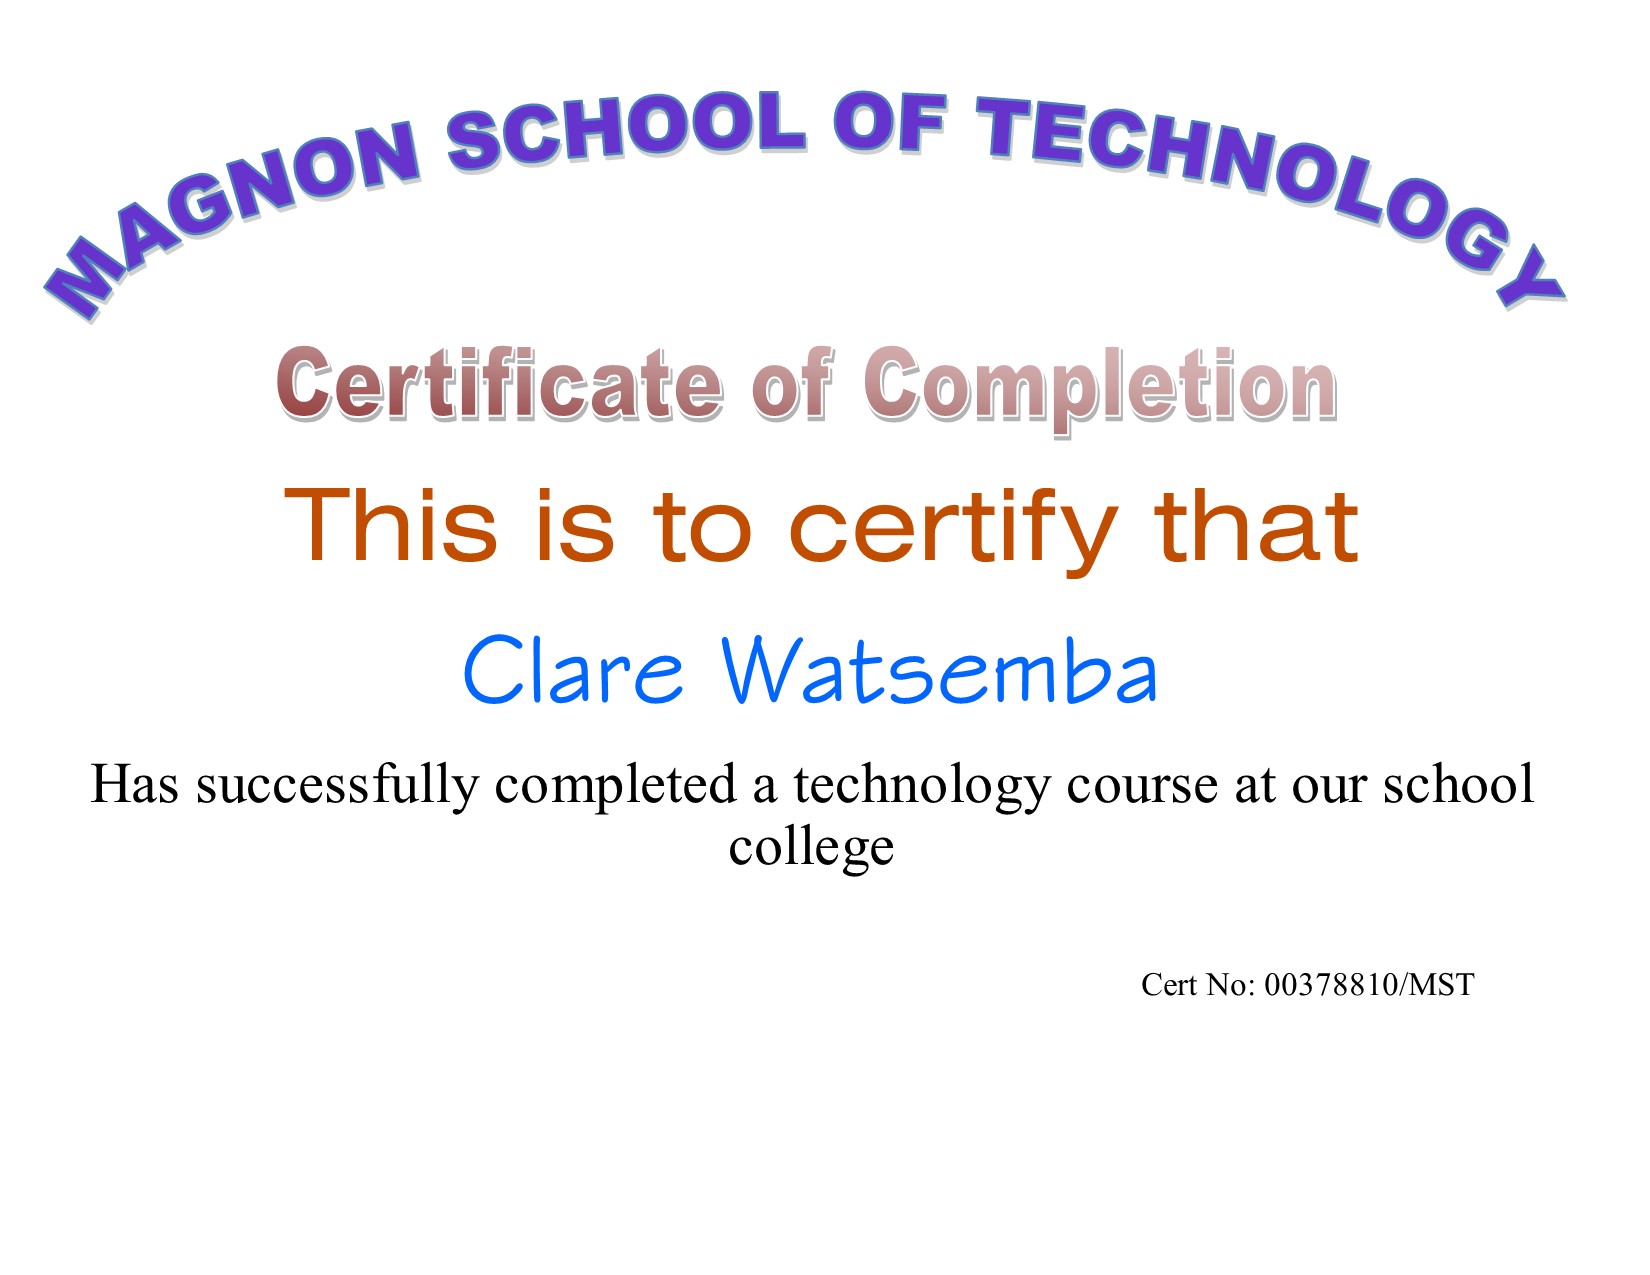 MAGNON SCHOOL OF TECHNOLOGY
Certificate of Completion
This is to certify that
Clare Watsemba
Has successfully completed a technology course at our school
college
Cert No: 00378810/MST